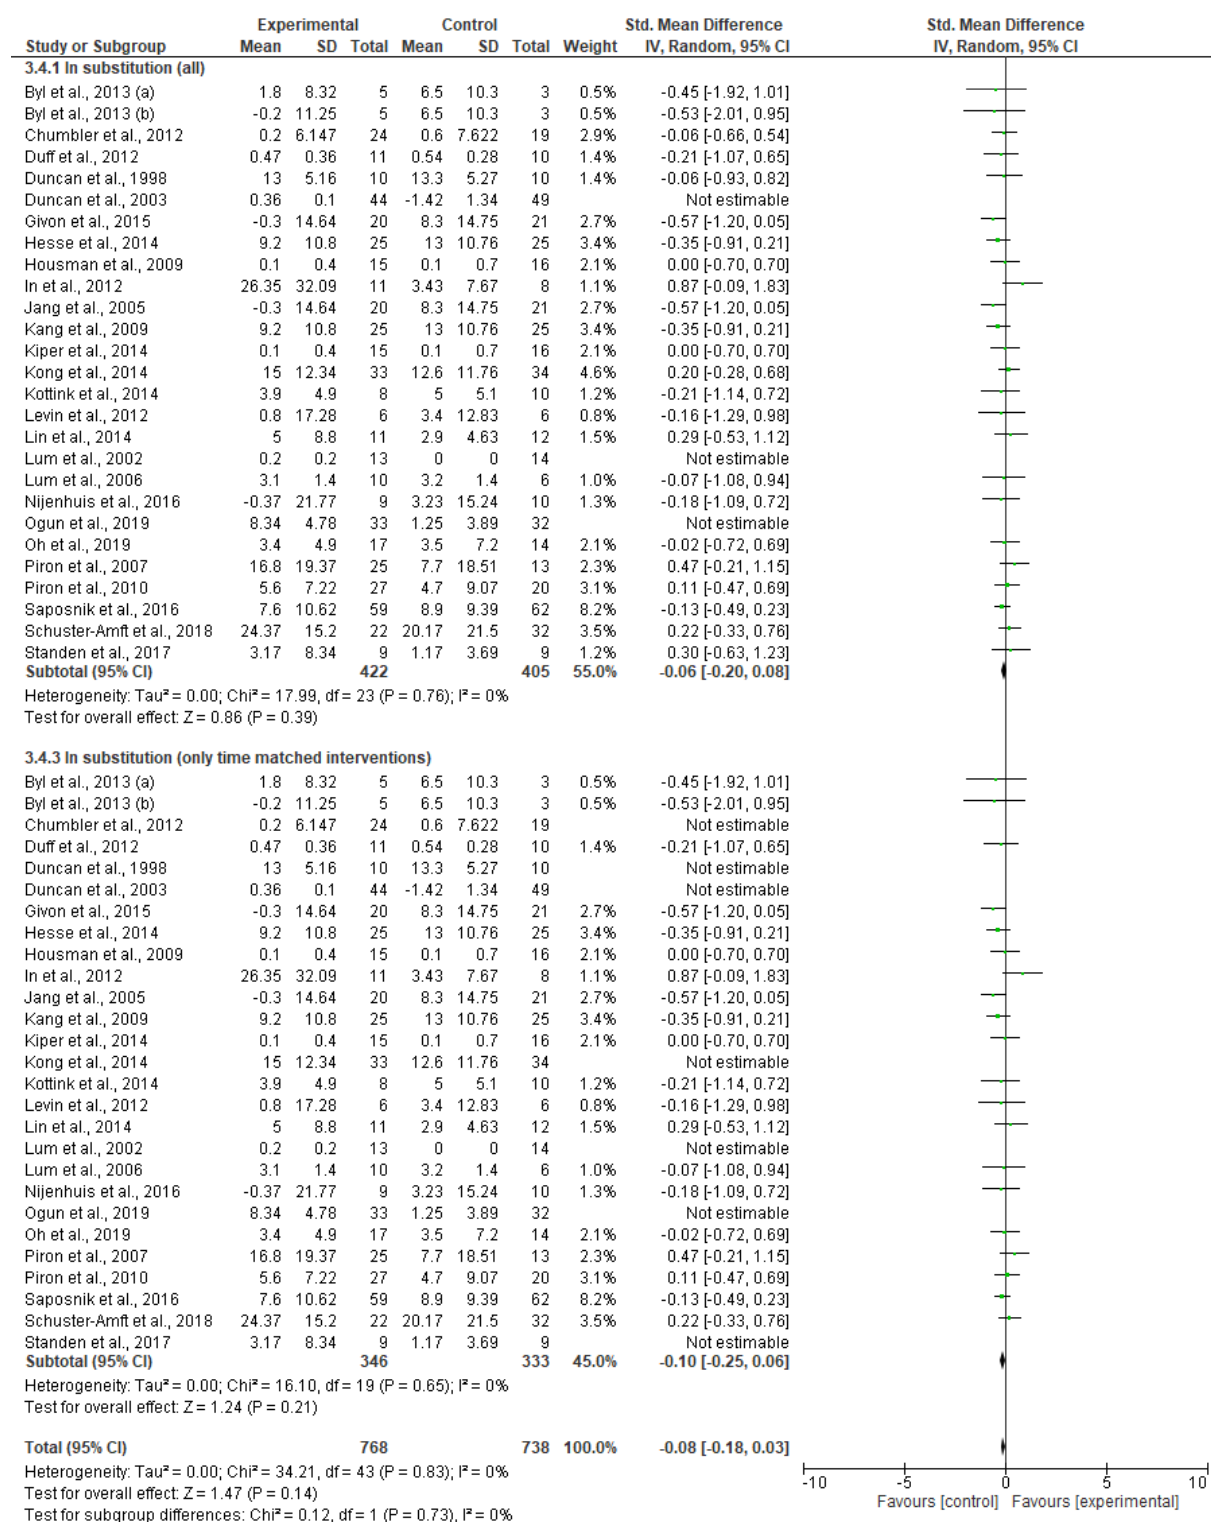 Experimental Control Std. Mean Difference Std. Mean Difference
Study or Subgroup Mean SD Total Mean SD Total Weight IV, Random, 95% CI IV, Random, 95% CI
3.4.1 In substitution (all)
Byl et al., 2013 (a) 1.8 8.32 5 6.5 10.3 3 0.5% -0.45 [-1.92, 1.01]
Byl et al., 2013 (b) -0.2 11.25 5 6.5 10.3 3 0.5% -0.53 [-2.01, 0.95]
Chumbler et al., 2012 0.2 6.147 24 0.6 7.622 19 2.9% -0.06 [-0.66, 0.54]
Duff et al., 2012 0.47 0.36 11 0.54 0.28 10 1.4% -0.21 [-1.07, 0.65]
Duncan et al., 1998 13 5.16 10 13.3 5.27 10 1.4% -0.06 [-0.93, 0.82]
Duncan et al., 2003 0.36 0.1 44 -1.42 1.34 49 Not estimable
Givon et al., 2015 -0.3 14.64 20 8.3 14.75 21 2.7% -0.57 [-1.20, 0.05]
Hesse et al., 2014 9.2 10.8 25 13 10.76 25 3.4% -0.35 [-0.91, 0.21]
Housman et al., 2009 0.1 0.4 15 0.1 0.7 16 2.1% 0.00 [-0.70, 0.70]
In et al., 2012 26.35 32.09 11 3.43 7.67 8 1.1% 0.87 [-0.09, 1.83]
Jang et al., 2005 -0.3 14.64 20 8.3 14.75 21 2.7% -0.57 [-1.20, 0.05]
Kang et al., 2009 9.2 10.8 25 13 10.76 25 3.4% -0.35 [-0.91, 0.21]
Kiper et al., 2014 0.1 0.4 15 0.1 0.7 16 2.1% 0.00 [-0.70, 0.70]
Kong et al., 2014 15 12.34 33 12.6 11.76 34 4.6% 0.20 [-0.28, 0.68]
Kottink et al., 2014 3.9 4.9 8 5 5.1 10 1.2% -0.21 [-1.14, 0.72]
Levin et al., 2012 0.8 17.28 6 3.4 12.83 6 0.8% -0.16 [-1.29, 0.98]
Lin et al., 2014 5 8.8 11 2.9 4.63 12 1.5% 0.29 [-0.53, 1.12]
Lum et al., 2002 0.2 0.2 13 0 0 14 Not estimable
Lum et al., 2006 3.1 1.4 10 3.2 1.4 6 1.0% -0.07 [-1.08, 0.94]
Nijenhuis et al., 2016 -0.37 21.77 9 3.23 15.24 10 1.3% -0.18 [-1.09, 0.72]
Ogun et al., 2019 8.34 4.78 33 1.25 3.89 32 Not estimable
Oh et al., 2019 3.4 4.9 17 3.5 7.2 14 2.1% -0.02 [-0.72, 0.69]
Piron et al., 2007 16.8 19.37 25 7.7 18.51 13 2.3% 0.47 [-0.21, 1.15]
Piron et al., 2010 5.6 7.22 27 4.7 9.07 20 3.1% 0.11 [-0.47, 0.69]
Saposnik et al., 2016 7.6 10.62 59 8.9 9.39 62 8.2% -0.13 [-0.49, 0.23]
Schuster-Amft et al., 2018 24.37 15.2 22 20.17 21.5 32 3.5% 0.22 [-0.33, 0.76]
Standen et al., 2017 3.17 8.34 9 1.17 3.69 9 1.2% 0.30 [-0.63, 1.23]
Subtotal (95% CI) 422 405 55.0% -0.06 [-0.20, 0.08]
Heterogeneity: Tau² = 0.00; Chi² = 17.99, df = 23 (P = 0.76); I² = 0%
Test for overall effect: Z = 0.86 (P = 0.39)
3.4.3 In substitution (only time matched interventions)
Byl et al., 2013 (a) 1.8 8.32 5 6.5 10.3 3 0.5% -0.45 [-1.92, 1.01]
Byl et al., 2013 (b) -0.2 11.25 5 6.5 10.3 3 0.5% -0.53 [-2.01, 0.95]
Chumbler et al., 2012 0.2 6.147 24 0.6 7.622 19 Not estimable
Duff et al., 2012 0.47 0.36 11 0.54 0.28 10 1.4% -0.21 [-1.07, 0.65]
Duncan et al., 1998 13 5.16 10 13.3 5.27 10 Not estimable
Duncan et al., 2003 0.36 0.1 44 -1.42 1.34 49 Not estimable
Givon et al., 2015 -0.3 14.64 20 8.3 14.75 21 2.7% -0.57 [-1.20, 0.05]
Hesse et al., 2014 9.2 10.8 25 13 10.76 25 3.4% -0.35 [-0.91, 0.21]
Housman et al., 2009 0.1 0.4 15 0.1 0.7 16 2.1% 0.00 [-0.70, 0.70]
In et al., 2012 26.35 32.09 11 3.43 7.67 8 1.1% 0.87 [-0.09, 1.83]
Jang et al., 2005 -0.3 14.64 20 8.3 14.75 21 2.7% -0.57 [-1.20, 0.05]
Kang et al., 2009 9.2 10.8 25 13 10.76 25 3.4% -0.35 [-0.91, 0.21]
Kiper et al., 2014 0.1 0.4 15 0.1 0.7 16 2.1% 0.00 [-0.70, 0.70]
Kong et al., 2014 15 12.34 33 12.6 11.76 34 Not estimable
Kottink et al., 2014 3.9 4.9 8 5 5.1 10 1.2% -0.21 [-1.14, 0.72]
Levin et al., 2012 0.8 17.28 6 3.4 12.83 6 0.8% -0.16 [-1.29, 0.98]
Lin et al., 2014 5 8.8 11 2.9 4.63 12 1.5% 0.29 [-0.53, 1.12]
Lum et al., 2002 0.2 0.2 13 0 0 14 Not estimable
Lum et al., 2006 3.1 1.4 10 3.2 1.4 6 1.0% -0.07 [-1.08, 0.94]
Nijenhuis et al., 2016 -0.37 21.77 9 3.23 15.24 10 1.3% -0.18 [-1.09, 0.72]
Ogun et al., 2019 8.34 4.78 33 1.25 3.89 32 Not estimable
Oh et al., 2019 3.4 4.9 17 3.5 7.2 14 2.1% -0.02 [-0.72, 0.69]
Piron et al., 2007 16.8 19.37 25 7.7 18.51 13 2.3% 0.47 [-0.21, 1.15]
Piron et al., 2010 5.6 7.22 27 4.7 9.07 20 3.1% 0.11 [-0.47, 0.69]
Saposnik et al., 2016 7.6 10.62 59 8.9 9.39 62 8.2% -0.13 [-0.49, 0.23]
Schuster-Amft et al., 2018 24.37 15.2 22 20.17 21.5 32 3.5% 0.22 [-0.33, 0.76]
Standen et al., 2017 3.17 8.34 9 1.17 3.69 9 Not estimable
Subtotal (95% CI) 346 333 45.0% -0.10 [-0.25, 0.06]
Heterogeneity: Tau² = 0.00; Chi² = 16.10, df = 19 (P = 0.65); I² = 0%
Test for overall effect: Z = 1.24 (P = 0.21)
Total (95% CI) 768 738 100.0% -0.08 [-0.18, 0.03]
Heterogeneity: Tau² = 0.00; Chi² = 34.21, df = 43 (P = 0.83); I² = 0%
Test for overall effect: Z = 1.47 (P = 0.14)
Test for subgroup differences: Chi² = 0.12, df = 1 (P = 0.73), I² = 0%
-10 -5 0 5 10
Favours [control] Favours [experimental]